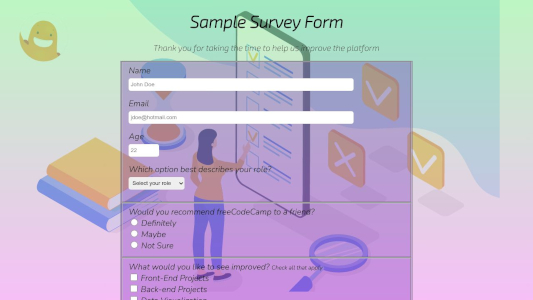 Sample Survey Form
Thank you for taking the time to help us improve the platform
Name
John Doe
Email
jdoe@hotmail.com
Age
22
Which option best describes your role?
Select your role
Would you recommend freeCodeCamp to a friend?
Definitely
Maybe
Not Sure
What would you like to see improved? Check all that apply
Front-End Projects
Back-end Projects
Data Visualization